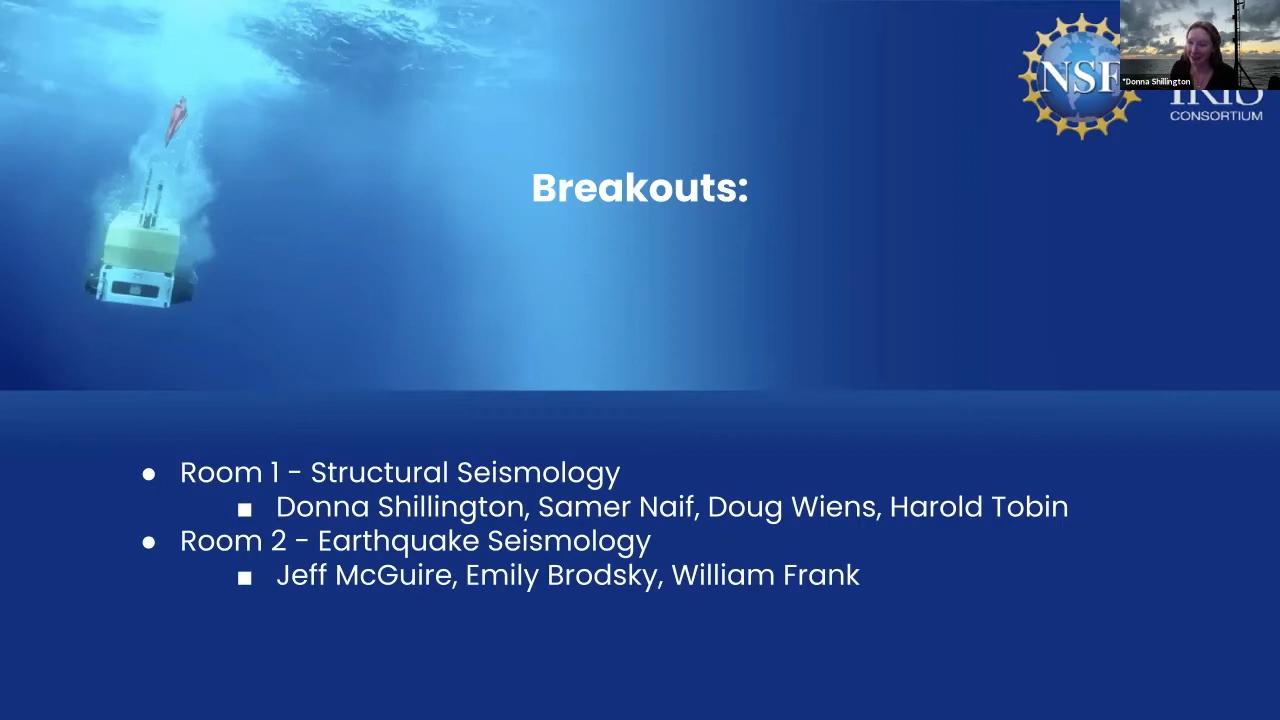 NSF
*Donna Shillington
CONSORTIUM
Breakouts:
● Room 1 - Structural Seismology
■ Donna Shillington, Samer Naif, Doug Wiens, Harold Tobin
● Room 2 - Earthquake Seismology
■ Jeff McGuire, Emily Brodsky, William Frank